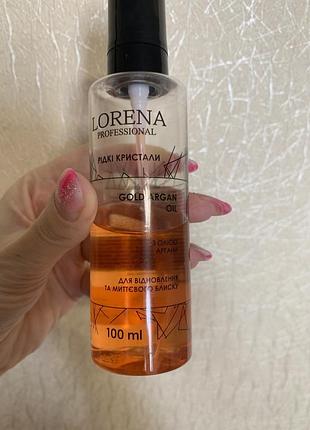 LORENA
PROFESSIONAL
РІДКІ КРИСТАЛИ
GOLD ARGAN
OIL
З ОЛІЄЮ
АРГАНИ
ДЛЯ ВІДНОВЛЕННЯ
ТА МИТТЄВОГО БЛИСКУ
100 ml